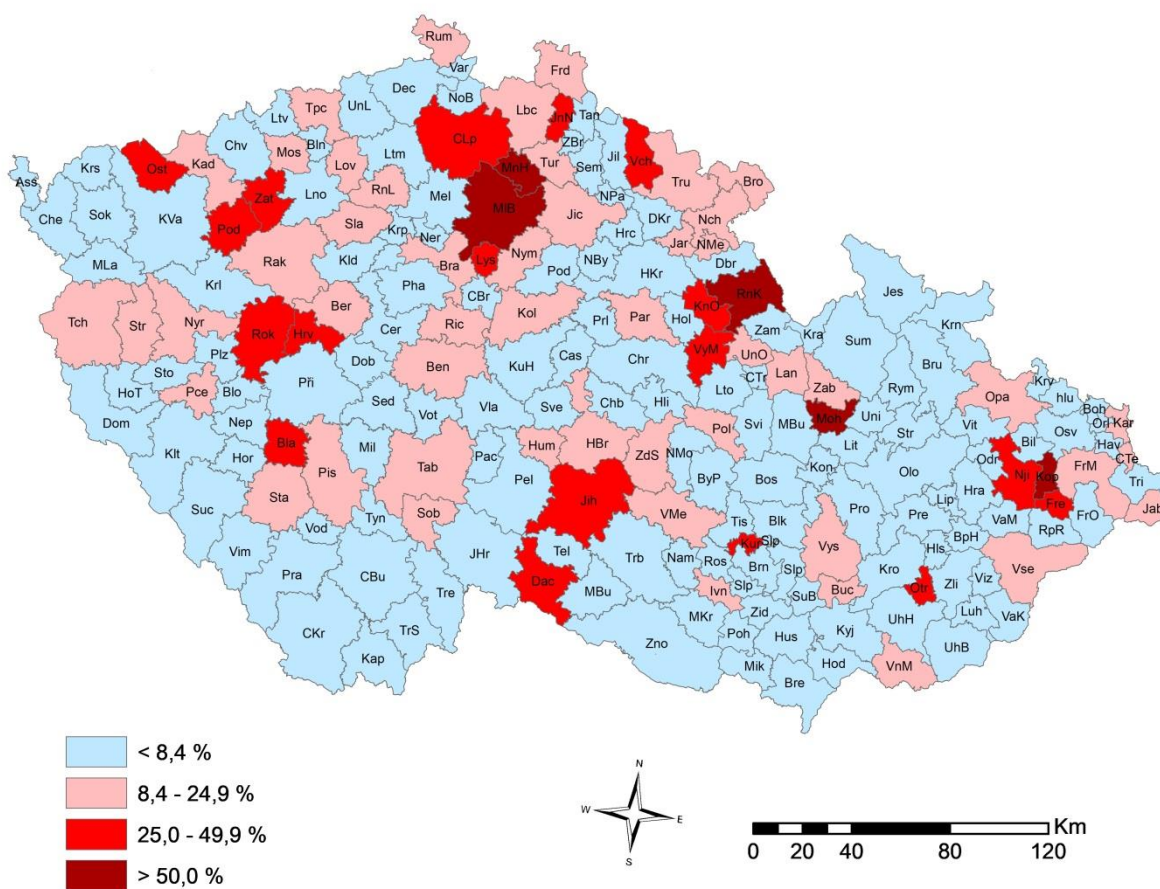 Rum
Var
Frd
Dec
NoB
Tpc
UnL
Lbc
JnN
Tan
Ltv
CLp
ZBr
Chv
Bln
Mos
Lov
Ltm
MnH
Tur
Sem
Jil
Vch
Tru
Bro
Krs
Ost
Kad
Ass
Zat
Lno
RnL
Mel
MlB
Jic
NPa
DKr
Nch
Che
Sok
KVa
Pod
Sla
Krp
Ner
Hrc
Jar
NMe
MLa
Rak
Kld
Bra
Lys
Nym
Pod
NBy
HKr
Dbr
Krl
Pha
CBr
RnK
Jes
Tch
Str
Nyr
Rok
Hrv
Ber
Cer
Ric
Kol
Prl
Par
Hol
KnO
Zam
Kra
Sum
Krn
Plz
Dob
Ben
KuH
Cas
Chr
VyM
UnO
Lan
Bru
Sto
HoT
Pce
Blo
Při
CTr
Zab
Rym
Opa
Krv
hlu
Dom
Nep
Sed
Vot
Vla
Sve
Chb
Hli
Lto
Svi
MBu
Moh
Uni
Vit
Boh
Orl
Kar
Klt
Hor
Bla
Mil
Hum
HBr
Pol
Lit
Str
Bil
Osv
Hav
Pis
Tab
Pac
ZdS
NMo
Odr
CTe
Sta
Pel
ByP
Bos
Kon
Olo
Nji
Kop
FrM
Tri
Suc
Vod
Tyn
Sob
Jih
VMe
Lip
Hra
Fre
FrO
Jab
Tis
Blk
Pro
Pre
VaM
RpR
Vim
JHr
Tel
Kur
Slp
Vys
BpH
Pra
CBu
Tre
Dac
Trb
Nam
Ros
Brn
Slp
Hls
Vse
MBu
Ivn
Slp
SuB
Buc
Kro
Otr
Zli
Viz
CKr
TrS
MKr
Zid
Luh
VaK
Kap
Zno
Poh
Hus
Kyj
UhH
UhB
Mik
Hod
VnM
Bre
< 8,4 %
8,4 - 24,9 %
25,0 - 49,9 %
> 50,0 %
N
W
E
S
Km
0 20 40 80 120